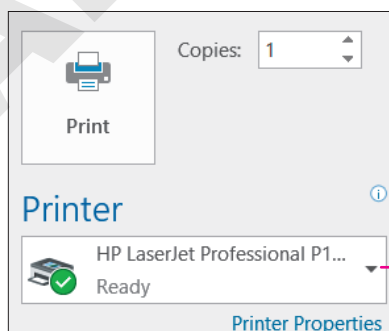 Copies: 1
Print
Printer
HP LaserJet Professional P1...
Ready
Printer Properties